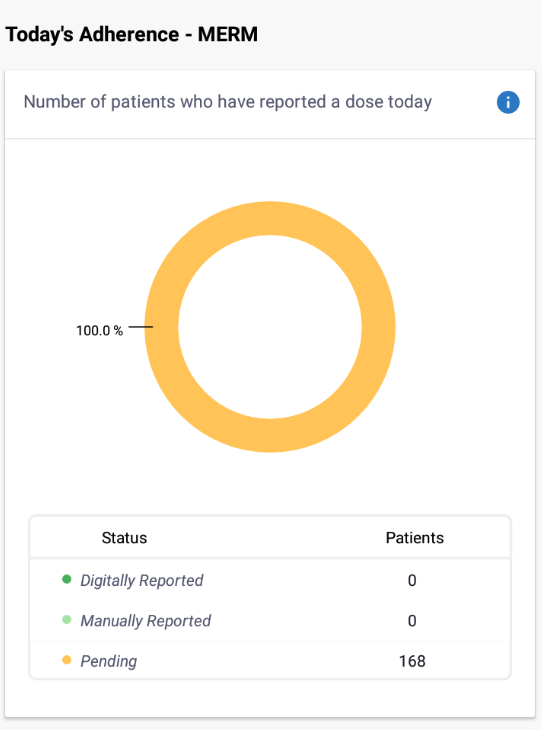 Today's Adherence - MERM
Number of patients who have reported a dose today
i
100.0 %
Status Patients
Digitally Reported 0
Manually Reported 0
Pending 168